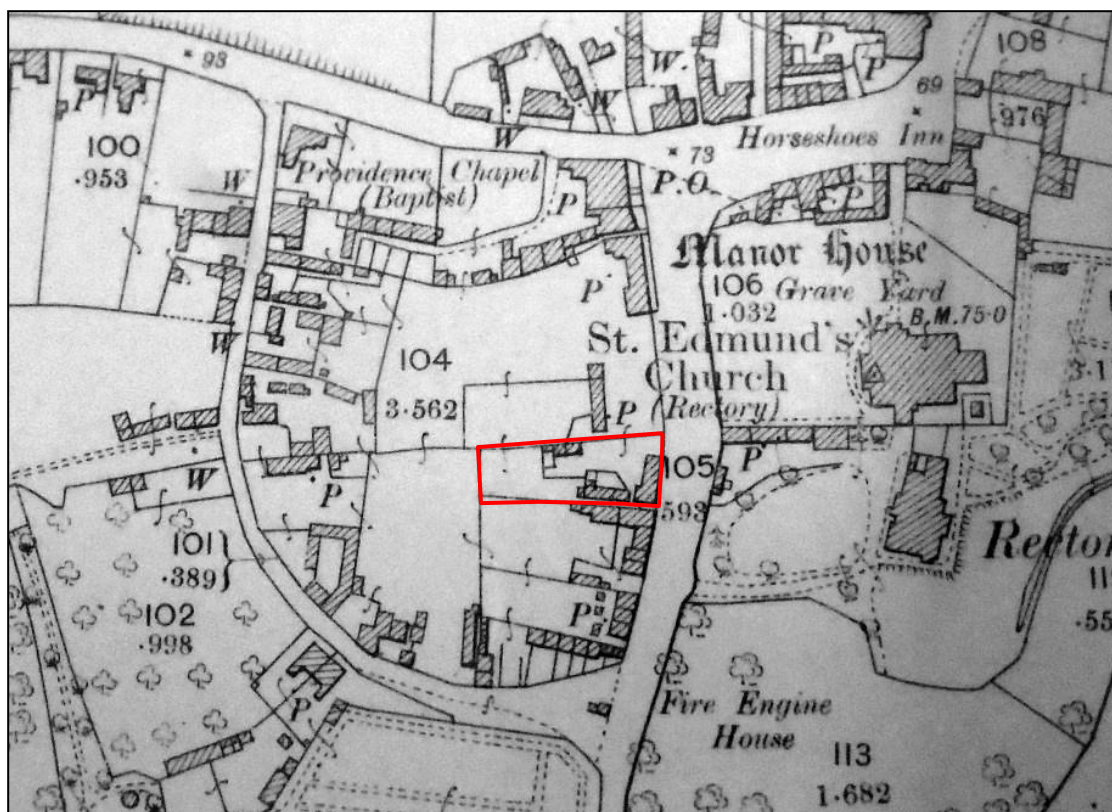 93
P
100
.953
W
W
W
P
P
108
69
.976
Horseshoes Inn
73
P.O.
P
Providence Chapel
(Baptist)
W
P
Manor House
106
1.032
Grave Yard
B.M. 75.0
St. Edmund's
Church
(Rectory)
P
W
104
3.562
P
3.1
105
.593
P
W
P
101
.389
102
.998
P
P
Fire Engine
House
113
1.682